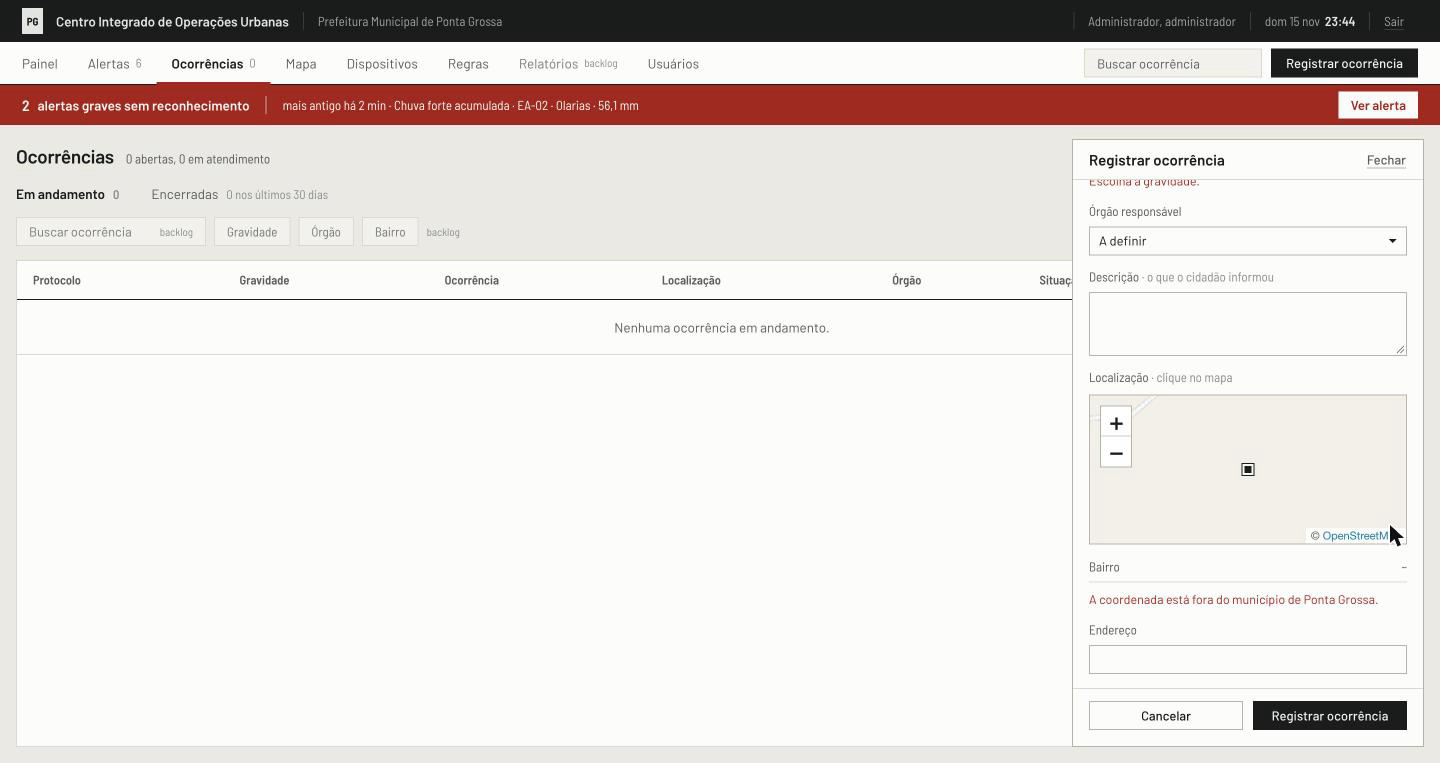 PG Centro Integrado de Operações Urbanas Prefeitura Municipal de Ponta Grossa Administrador, administrador dom 15 nov 23:44 Sair
Painel Alertas 6 Ocorrências 0 Mapa Dispositivos Regras Relatórios backlog Usuários Buscar ocorrência Registrar ocorrência
2 alertas graves sem reconhecimento mais antigo há 2 min · Chuva forte acumulada · EA-02 · Olarias · 56,1 mm Ver alerta
Ocorrências 0 abertas, 0 em atendimento
Em andamento 0 Encerradas 0 nos últimos 30 dias
Buscar ocorrência backlog Gravidade Órgão Bairro backlog
Protocolo Gravidade Ocorrência Localização Órgão
Nenhuma ocorrência em andamento.
Registrar ocorrência Fechar
Escolha a gravidade.
Órgão responsável
A definir
Descrição · o que o cidadão informou
Localização · clique no mapa
+
−
© OpenStreetM
Bairro –
A coordenada está fora do município de Ponta Grossa.
Endereço
Cancelar Registrar ocorrência